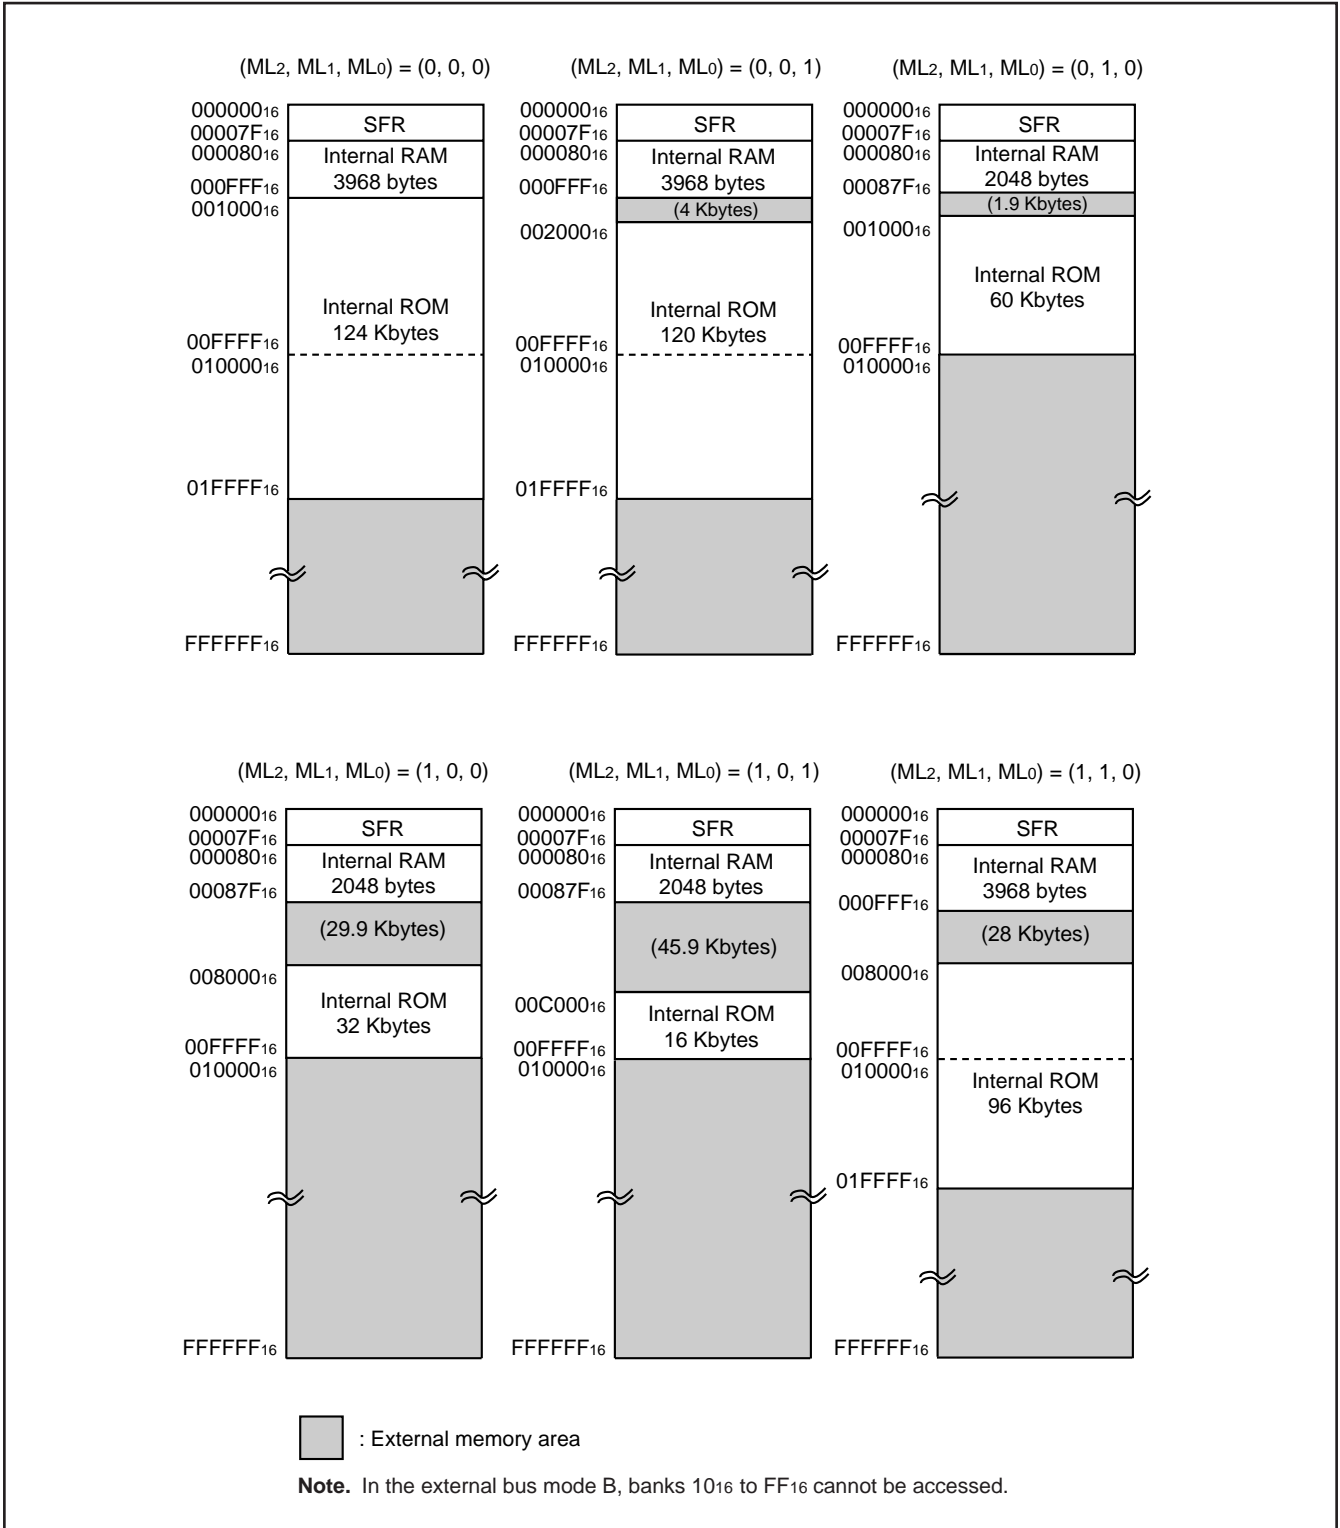 (ML2, ML1, ML0) = (0, 0, 0)
00000016
00007F16
00008016
000FFF16
00100016
00FFFF16
01000016
01FFFF16
FFFFFF16
SFR
Internal RAM
3968 bytes
Internal ROM
124 Kbytes
(ML2, ML1, ML0) = (0, 0, 1)
00000016
00007F16
00008016
000FFF16
00200016
00FFFF16
01000016
01FFFF16
FFFFFF16
SFR
Internal RAM
3968 bytes
(4 Kbytes)
Internal ROM
120 Kbytes
(ML2, ML1, ML0) = (0, 1, 0)
00000016
00007F16
00008016
00087F16
00100016
00FFFF16
01000016
FFFFFF16
SFR
Internal RAM
2048 bytes
(1.9 Kbytes)
Internal ROM
60 Kbytes
(ML2, ML1, ML0) = (1, 0, 0)
00000016
00007F16
00008016
00087F16
00800016
00FFFF16
01000016
FFFFFF16
SFR
Internal RAM
2048 bytes
(29.9 Kbytes)
Internal ROM
32 Kbytes
(ML2, ML1, ML0) = (1, 0, 1)
00000016
00007F16
00008016
00087F16
00C00016
00FFFF16
01000016
FFFFFF16
SFR
Internal RAM
2048 bytes
(45.9 Kbytes)
Internal ROM
16 Kbytes
(ML2, ML1, ML0) = (1, 1, 0)
00000016
00007F16
00008016
000FFF16
00800016
00FFFF16
01000016
01FFFF16
FFFFFF16
SFR
Internal RAM
3968 bytes
(28 Kbytes)
Internal ROM
96 Kbytes
: External memory area
Note. In the external bus mode B, banks 1016 to FF16 cannot be accessed.